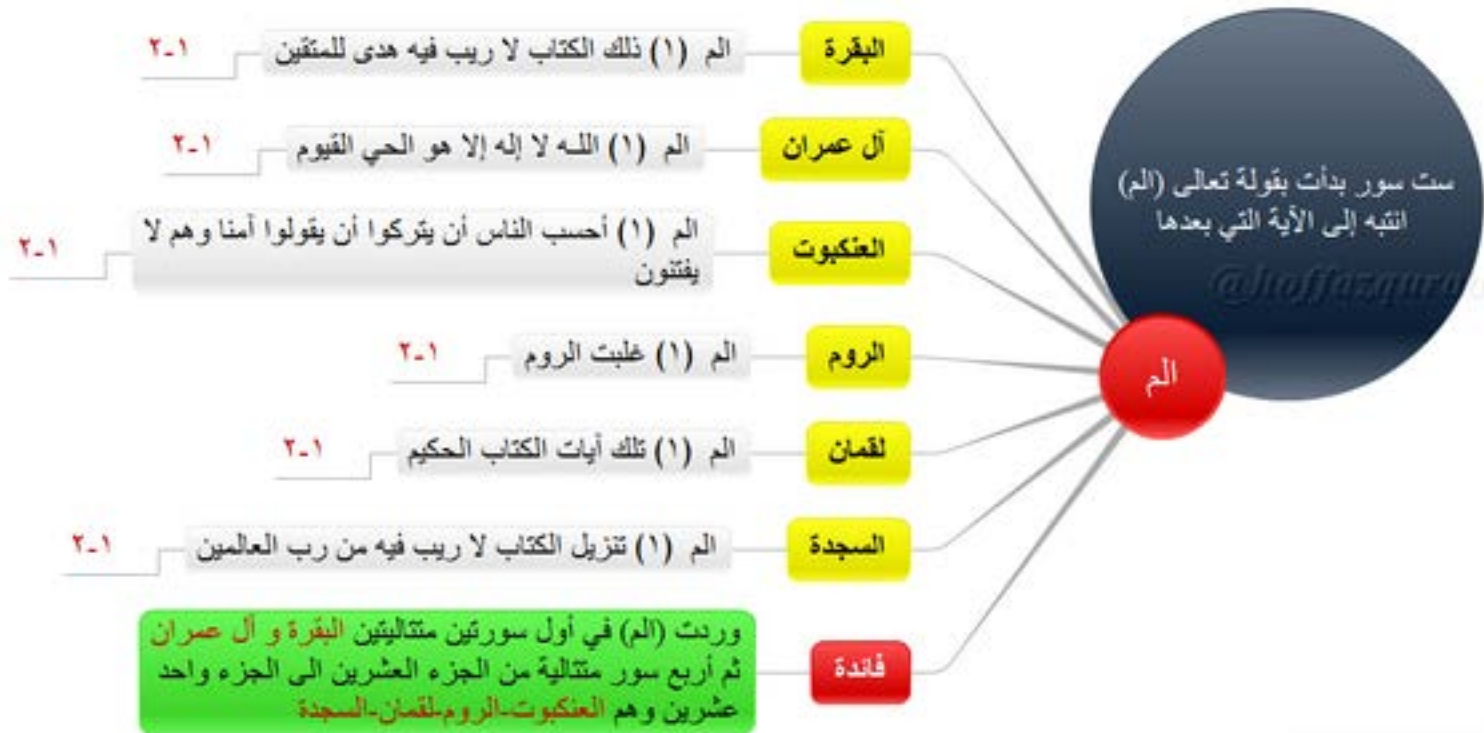 ست سور بدأت بقولة تعالى (الم)
انتبه إلى الآية التي بعدها
الم
البقرة
الم (١) ذلك الكتاب لا ريب فيه هدى للمتقين
١-٢
آل عمران
الم (١) اللـه لا إله إلا هو الحي القيوم
١-٢
العنكبوت
الم (١) أحسب الناس أن يتركوا أن يقولوا آمنا وهم لا
يفتنون
١-٢
الروم
الم (١) غلبت الروم
١-٢
لقمان
الم (١) تلك آيات الكتاب الحكيم
١-٢
السجدة
الم (١) تنزيل الكتاب لا ريب فيه من رب العالمين
١-٢
فائدة
وردت (الم) في أول سورتين متتاليتين البقرة و آل عمران
ثم أربع سور متتالية من الجزء العشرين الى الجزء واحد
عشرين وهم العنكبوت-الروم-لقمان-السجدة